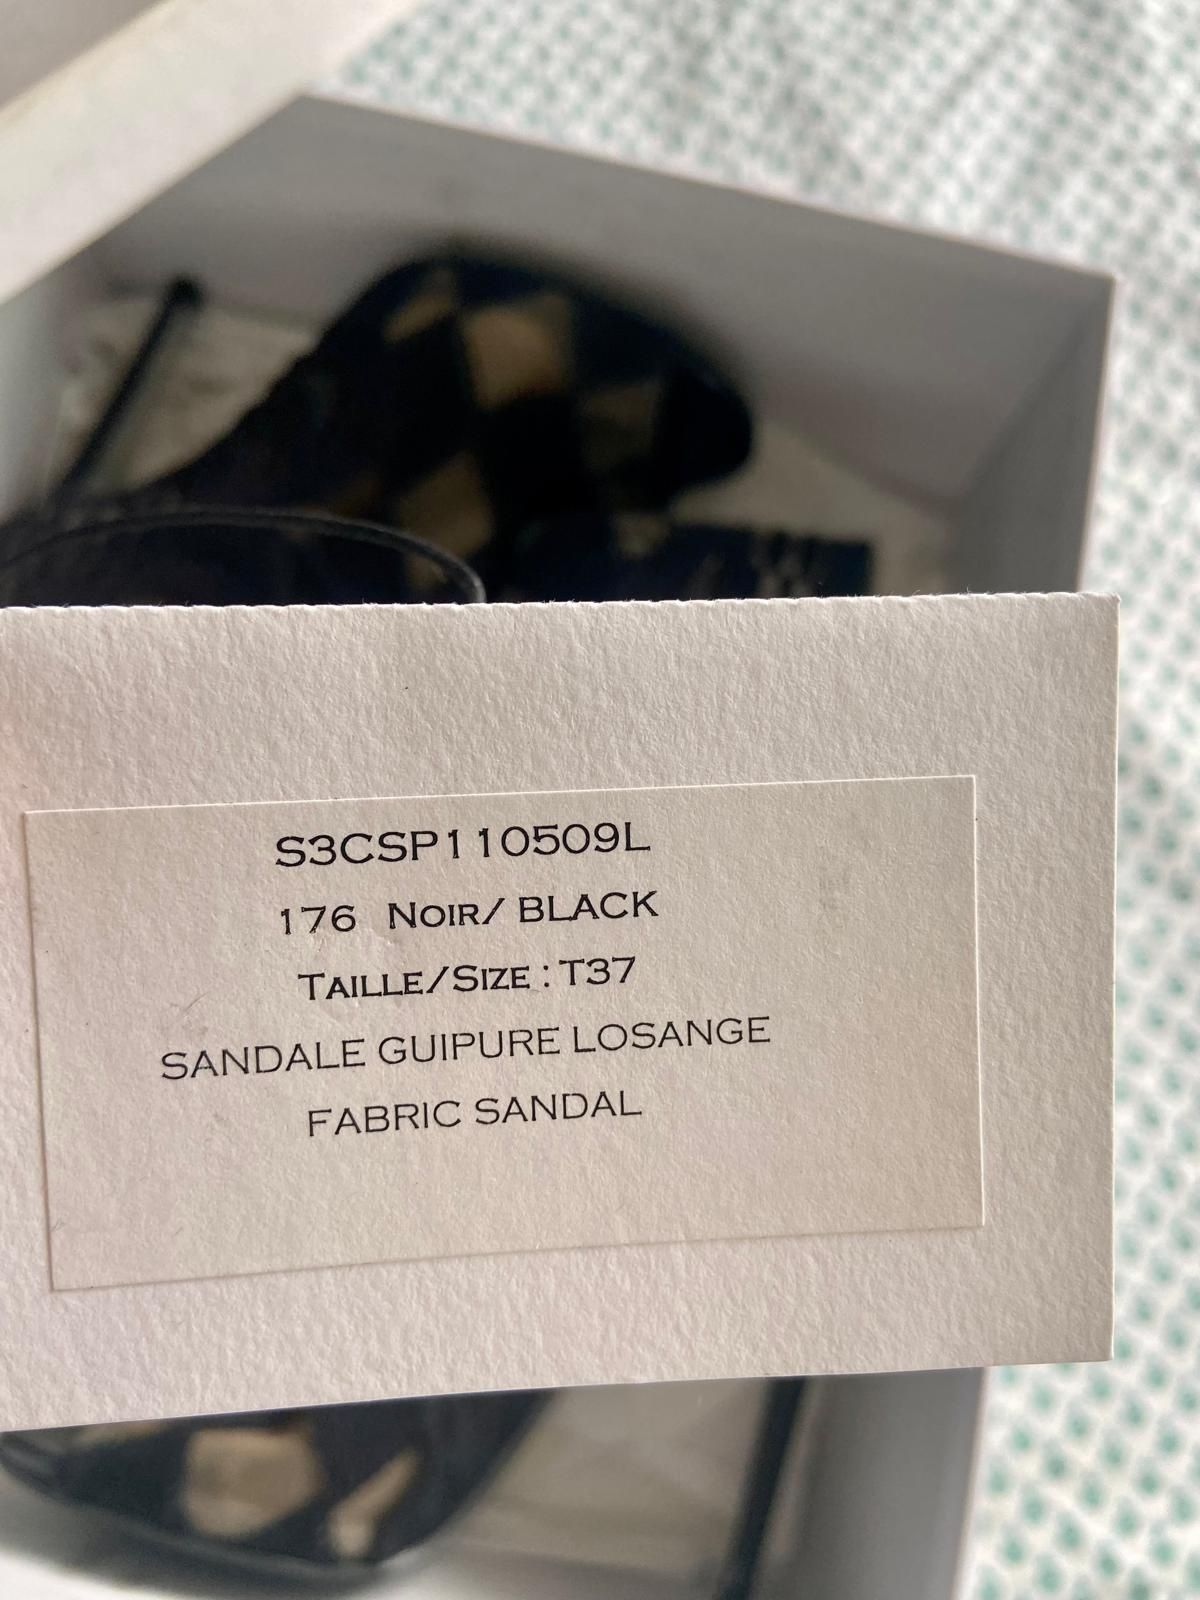 S3CSP110509L
176 NOIR/ BLACK
TAILLE/SIZE : T37
SANDALE GUIPURE LOSANGE
FABRIC SANDAL